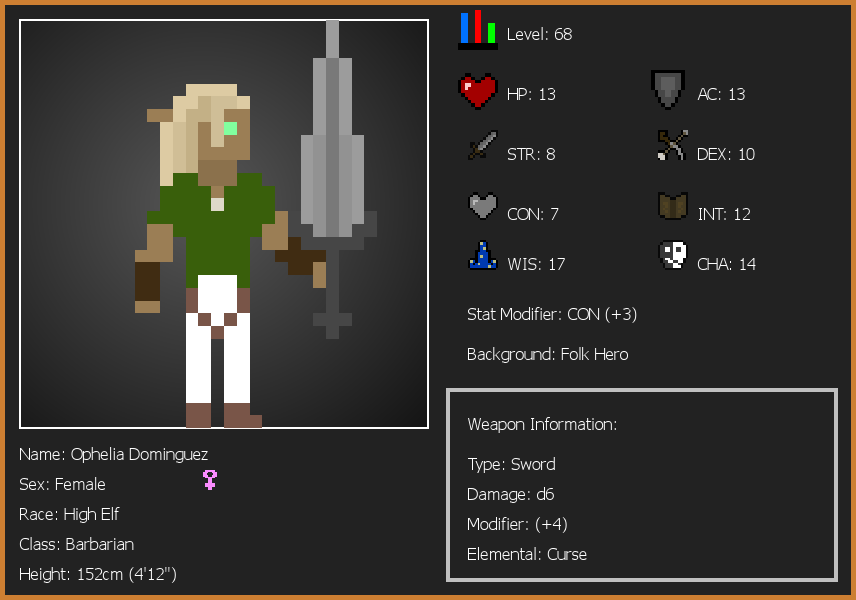 Level: 68
HP: 13
AC: 13
STR: 8
DEX: 10
CON: 7
INT: 12
WIS: 17
CHA: 14
Stat Modifier: CON (+3)
Background: Folk Hero
Weapon Information:
Type: Sword
Damage: d6
Modifier: (+4)
Elemental: Curse
Name: Ophelia Dominguez
Sex: Female
Race: High Elf
Class: Barbarian
Height: 152cm (4'12")